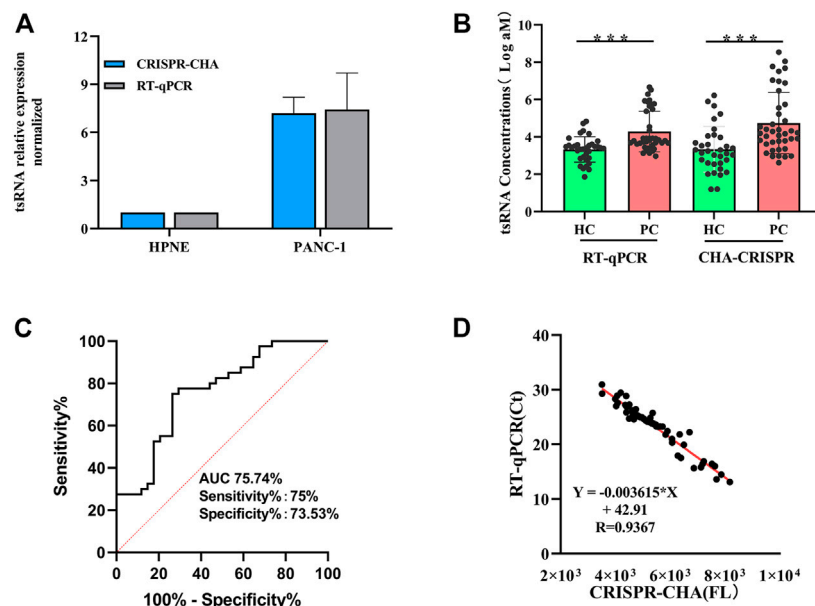 A
tsRNA relative expression
normalized
12
9
6
3
0
CRISPR-CHA
RT-qPCR
HPNE
PANC-1
B
tsRNA Concentrations( Log aM)
10
8
6
4
2
0
***
***
HC
PC
HC
PC
RT-qPCR
CHA-CRISPR
C
Sensitivity%
100
80
60
40
20
0
AUC 75.74%
Sensitivity%:75%
Specificity%:73.53%
0
20
40
60
80
100
100% - Specificity%
D
RT-qPCR(Ct)
40
30
20
10
0
Y = -0.003615*X
+ 42.91
R=0.9367
2×10³
4×10³
6×10³
8×10³
1×10⁴
CRISPR-CHA(FL)